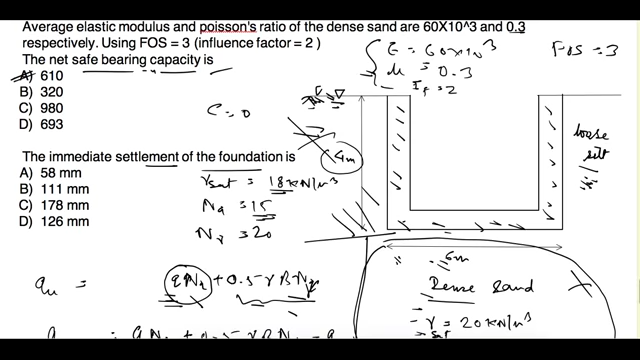 Average elastic modulus and poisson's ratio of the dense sand are 60X10^3 and 0.3
respectively. Using FOS = 3 (influence factor = 2 )
The net safe bearing capacity is
A) 610
B) 320
C) 980
D) 693
E = 60×10^3
μ = 0.3
If = 2
FOS = 3
C = 0
4m
loose
silt
The immediate settlement of the foundation is
A) 58 mm
B) 111 mm
C) 178 mm
D) 126 mm
γsat = 18 kN/m³
Nq = 15
Nγ = 20
6m
Dense sand
γsat = 20 kN/m³
qu = qNq + 0.5 γBNγ